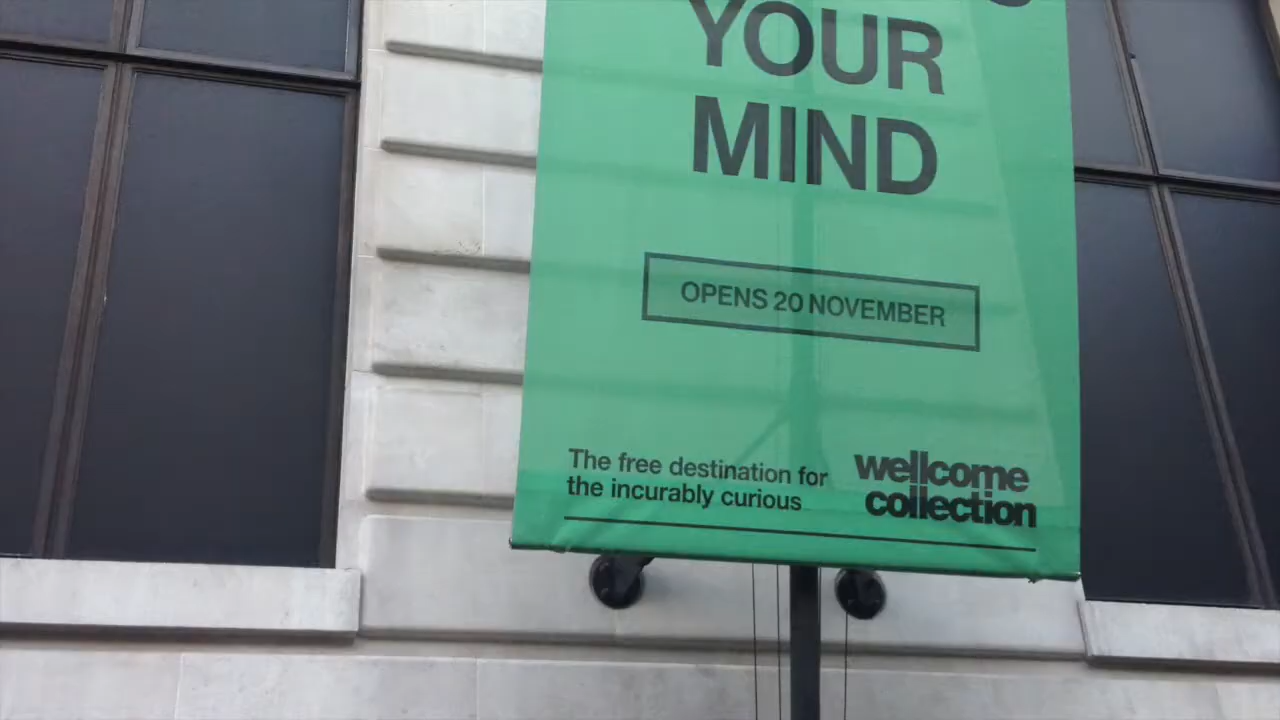 YOUR
MIND
OPENS 20 NOVEMBER
The free destination for
the incurably curious
wellcome
collection